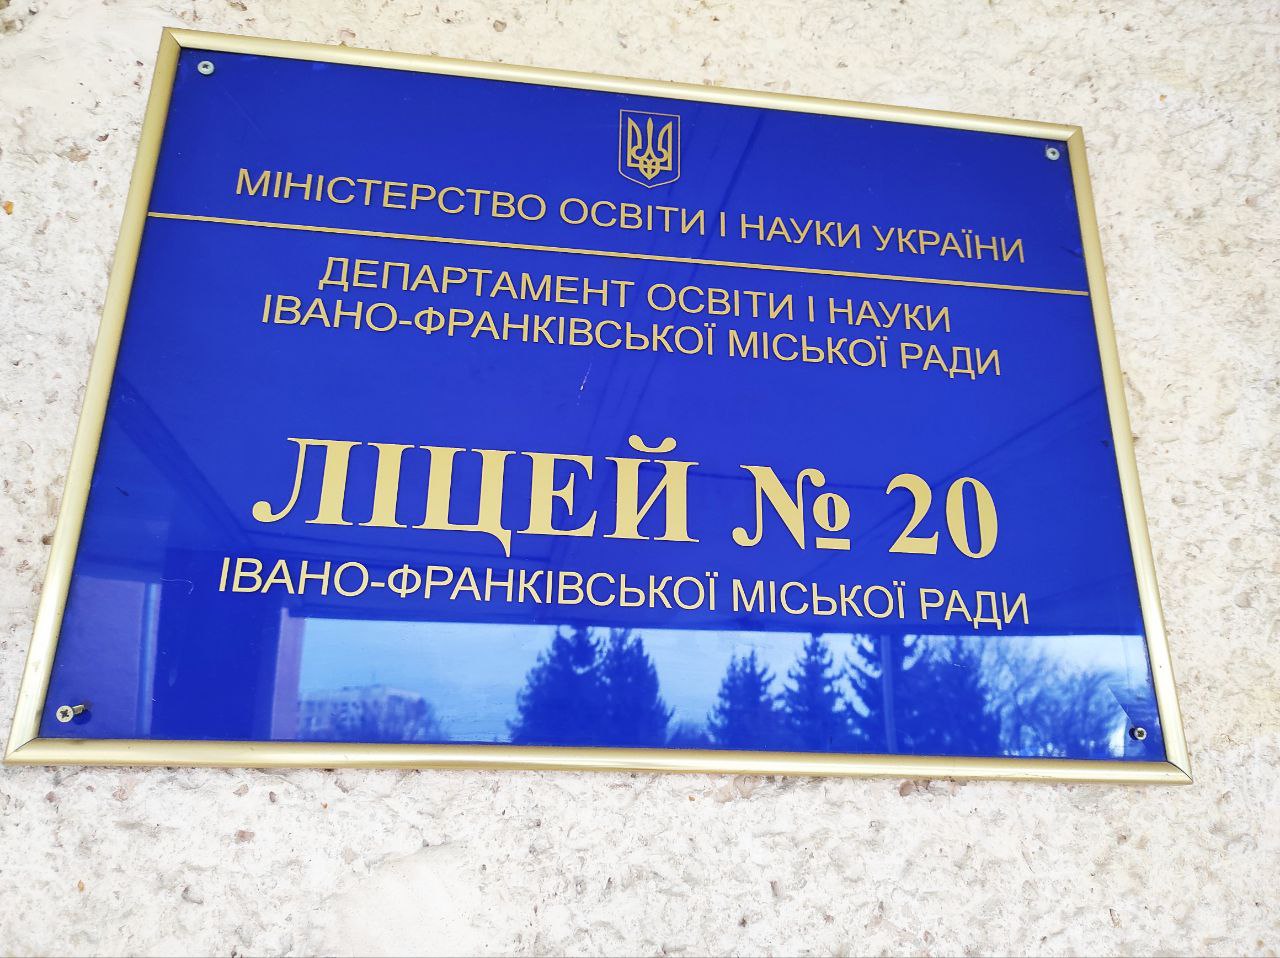 МІНІСТЕРСТВО ОСВІТИ І НАУКИ УКРАЇНИ
ДЕПАРТАМЕНТ ОСВІТИ І НАУКИ
ІВАНО-ФРАНКІВСЬКОЇ МІСЬКОЇ РАДИ
ЛІЦЕЙ № 20
ІВАНО-ФРАНКІВСЬКОЇ МІСЬКОЇ РАДИ